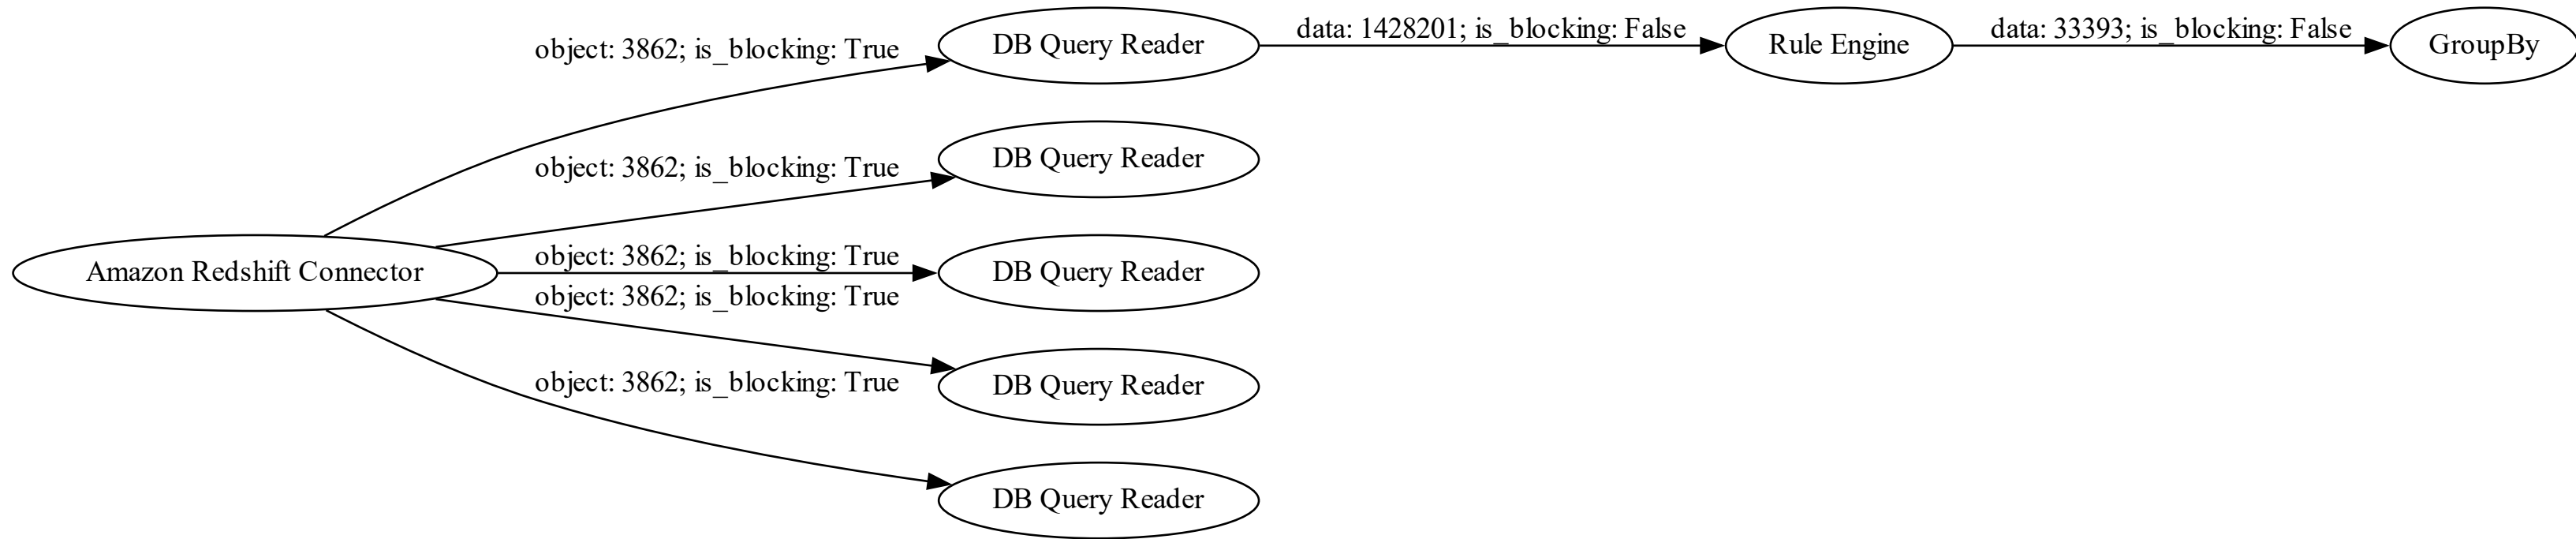 object: 3862; is_blocking: True
DB Query Reader
data: 1428201; is_blocking: False
Rule Engine
data: 33393; is_blocking: False
GroupBy
object: 3862; is_blocking: True
DB Query Reader
Amazon Redshift Connector
object: 3862; is_blocking: True
DB Query Reader
object: 3862; is_blocking: True
DB Query Reader
object: 3862; is_blocking: True
DB Query Reader